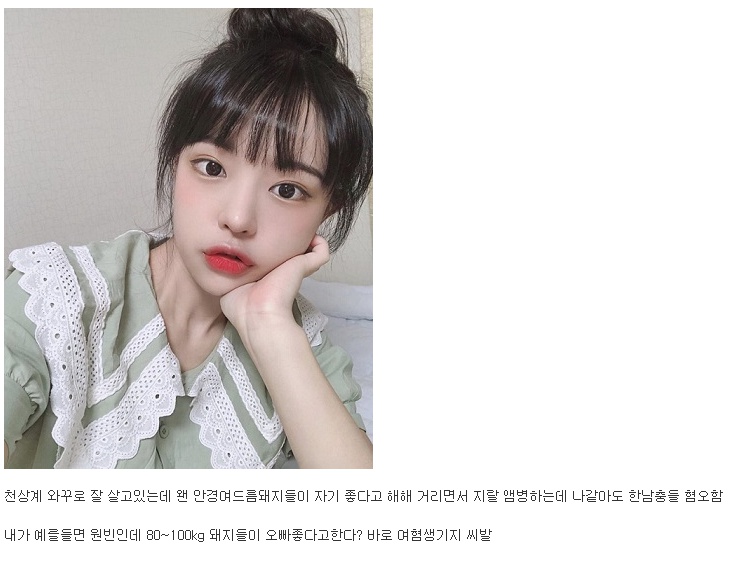 천상계 와꾸로 잘 살고있는데 왠 안경여드름돼지들이 자기 좋다고 해해 거리면서 지랄 앰병하는데 나같아도 한남충들 혐오함
내가 예를들면 원빈인데 80~100kg 돼지들이 오빠좋다고한다? 바로 여혐생기지 씨발